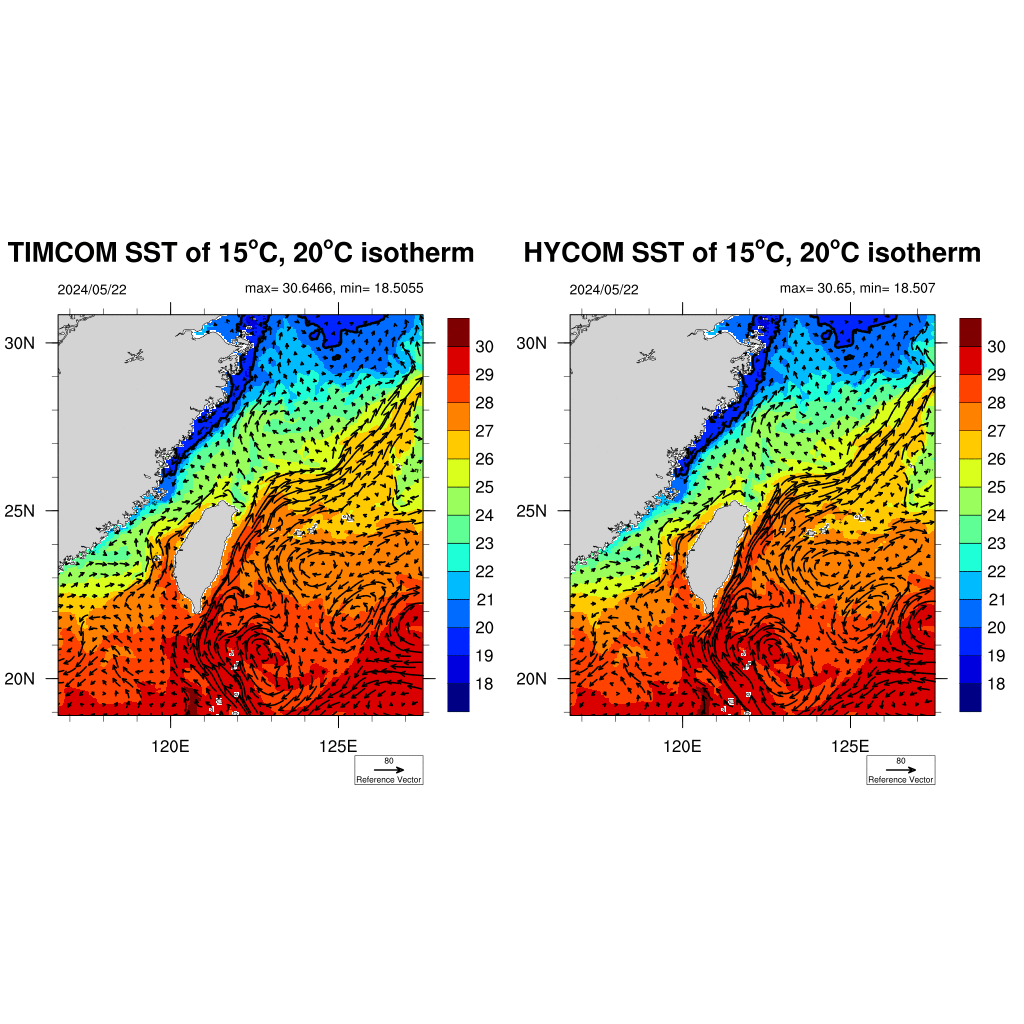 TIMCOM SST of 15°C, 20°C isotherm
2024/05/22
max= 30.6466, min= 18.5055
30N
25N
20N
120E
125E
30
29
28
27
26
25
24
23
22
21
20
19
18
80
Reference Vector
HYCOM SST of 15°C, 20°C isotherm
2024/05/22
max= 30.65, min= 18.507
30N
25N
20N
120E
125E
30
29
28
27
26
25
24
23
22
21
20
19
18
80
Reference Vector